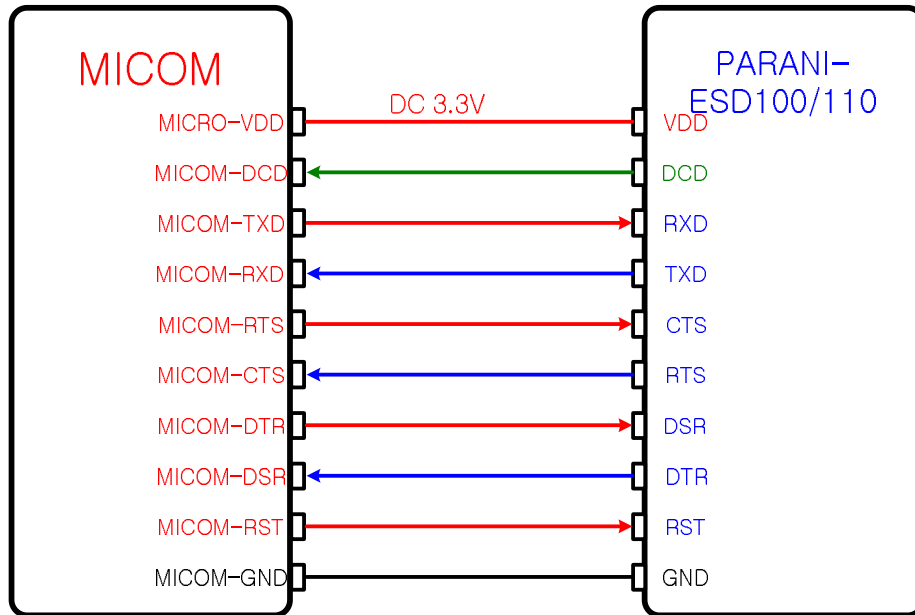 MICOM
PARANI-
ESD100/110
DC 3.3V
MICRO-VDD
VDD
MICOM-DCD
DCD
MICOM-TXD
RXD
MICOM-RXD
TXD
MICOM-RTS
CTS
MICOM-CTS
RTS
MICOM-DTR
DSR
MICOM-DSR
DTR
MICOM-RST
RST
MICOM-GND
GND